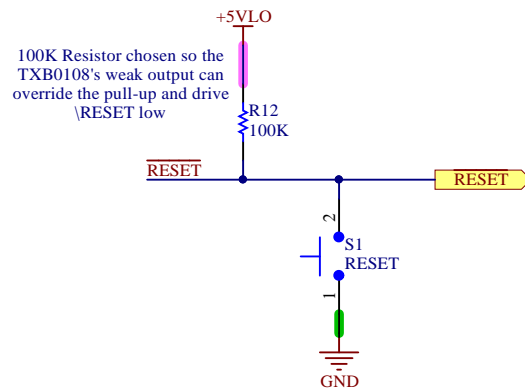 +5VLO
100K Resistor chosen so the
TXB0108's weak output can
override the pull-up and drive
\RESET low
R12
100K
RESET
RESET
2
S1
RESET
1
GND